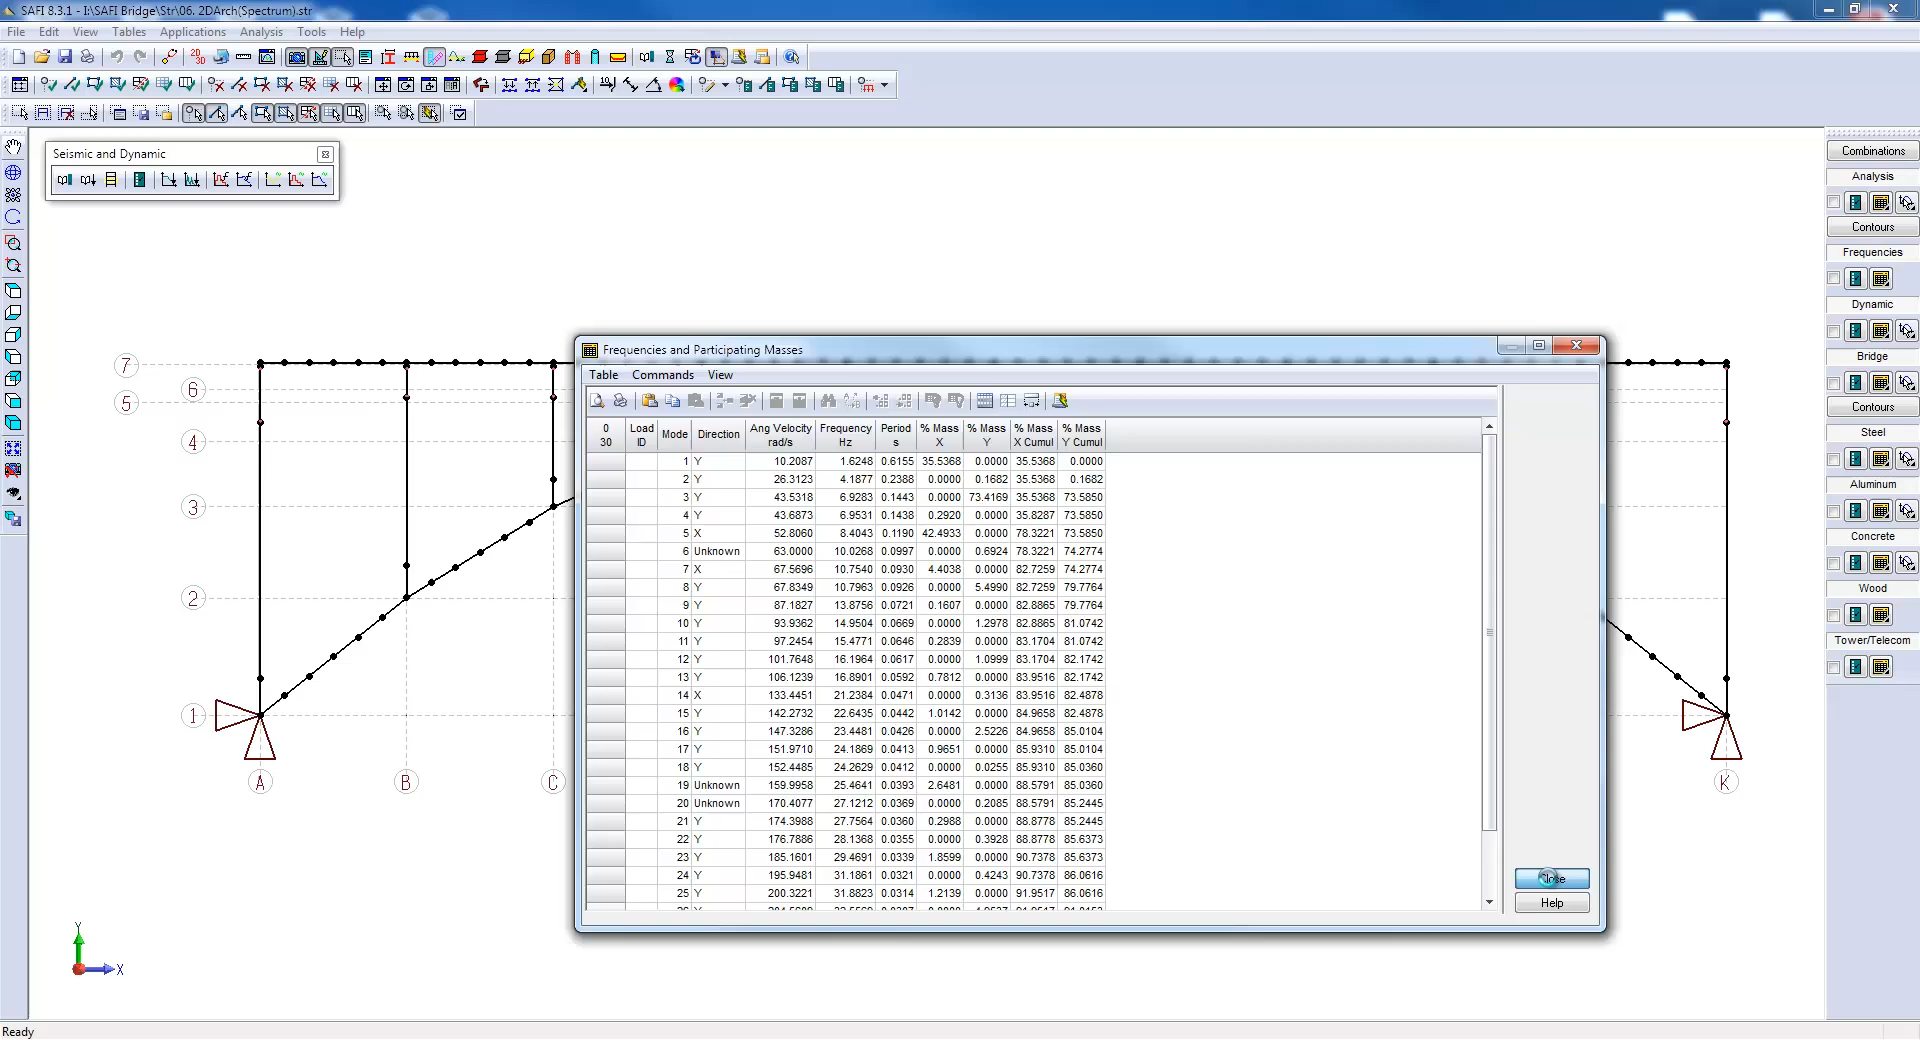 SAFI 8.3.1 - I:\SAFI Bridge\Str\06. 2DArch(Spectrum).str
File Edit View Tables Applications Analysis Tools Help
Seismic and Dynamic
7
6
5
4
3
2
1
A
B
C
K
Y
X
Frequencies and Participating Masses
Table Commands View
0 Load Mode Direction Ang Velocity Frequency Period % Mass % Mass % Mass % Mass
30 ID rad/s Hz s X Y X Cumul Y Cumul
1 Y 10.2087 1.6248 0.6155 35.5368 0.0000 35.5368 0.0000
2 Y 26.3123 4.1877 0.2388 0.0000 0.1682 35.5368 0.1682
3 Y 43.5318 6.9283 0.1443 0.0000 73.4169 35.5368 73.5850
4 Y 43.6873 6.9531 0.1438 0.2920 0.0000 35.8287 73.5850
5 X 52.8060 8.4043 0.1190 42.4933 0.0000 78.3221 73.5850
6 Unknown 63.0000 10.0268 0.0997 0.0000 0.6924 78.3221 74.2774
7 X 67.5696 10.7540 0.0930 4.4038 0.0000 82.7259 74.2774
8 Y 67.8349 10.7963 0.0926 0.0000 5.4990 82.7259 79.7764
9 Y 87.1827 13.8756 0.0721 0.1607 0.0000 82.8865 79.7764
10 Y 93.9362 14.9504 0.0669 0.0000 1.2978 82.8865 81.0742
11 Y 97.2454 15.4771 0.0646 0.2839 0.0000 83.1704 81.0742
12 Y 101.7648 16.1964 0.0617 0.0000 1.0999 83.1704 82.1742
13 Y 106.1239 16.8901 0.0592 0.7812 0.0000 83.9516 82.1742
14 X 133.4451 21.2384 0.0471 0.0000 0.3136 83.9516 82.4878
15 Y 142.2732 22.6435 0.0442 1.0142 0.0000 84.9658 82.4878
16 Y 147.3286 23.4481 0.0426 0.0000 2.5226 84.9658 85.0104
17 Y 151.9710 24.1869 0.0413 0.9651 0.0000 85.9310 85.0104
18 Y 152.4485 24.2629 0.0412 0.0000 0.0255 85.9310 85.0360
19 Unknown 159.9958 25.4641 0.0393 2.6481 0.0000 88.5791 85.0360
20 Unknown 170.4077 27.1212 0.0369 0.0000 0.2085 88.5791 85.2445
21 Y 174.3988 27.7564 0.0360 0.2988 0.0000 88.8778 85.2445
22 Y 176.7886 28.1368 0.0355 0.0000 0.3928 88.8778 85.6373
23 Y 185.1601 29.4691 0.0339 1.8599 0.0000 90.7378 85.6373
24 Y 195.9481 31.1861 0.0321 0.0000 0.4243 90.7378 86.0616
25 Y 200.3221 31.8823 0.0314 1.2139 0.0000 91.9517 86.0616
Close
Help
Combinations
Analysis
Contours
Frequencies
Dynamic
Bridge
Contours
Steel
Aluminum
Concrete
Wood
Tower/Telecom
Ready